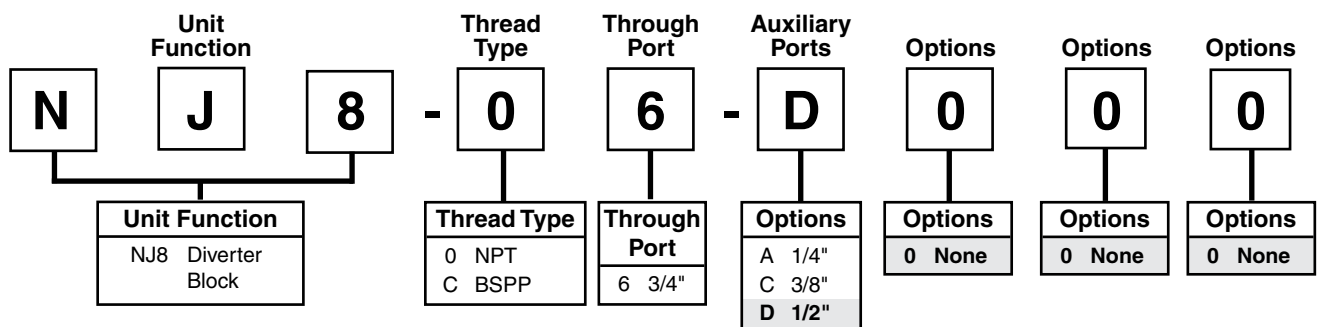 Unit Function
Thread Type
Through Port
Auxiliary Ports
Options
Options
Options
N J 8 - 0 6 - D 0 0 0
Unit Function
NJ8 Diverter Block
Thread Type
0 NPT
C BSPP
Through Port
6 3/4"
Options
A 1/4"
C 3/8"
D 1/2"
Options
0 None
Options
0 None
Options
0 None